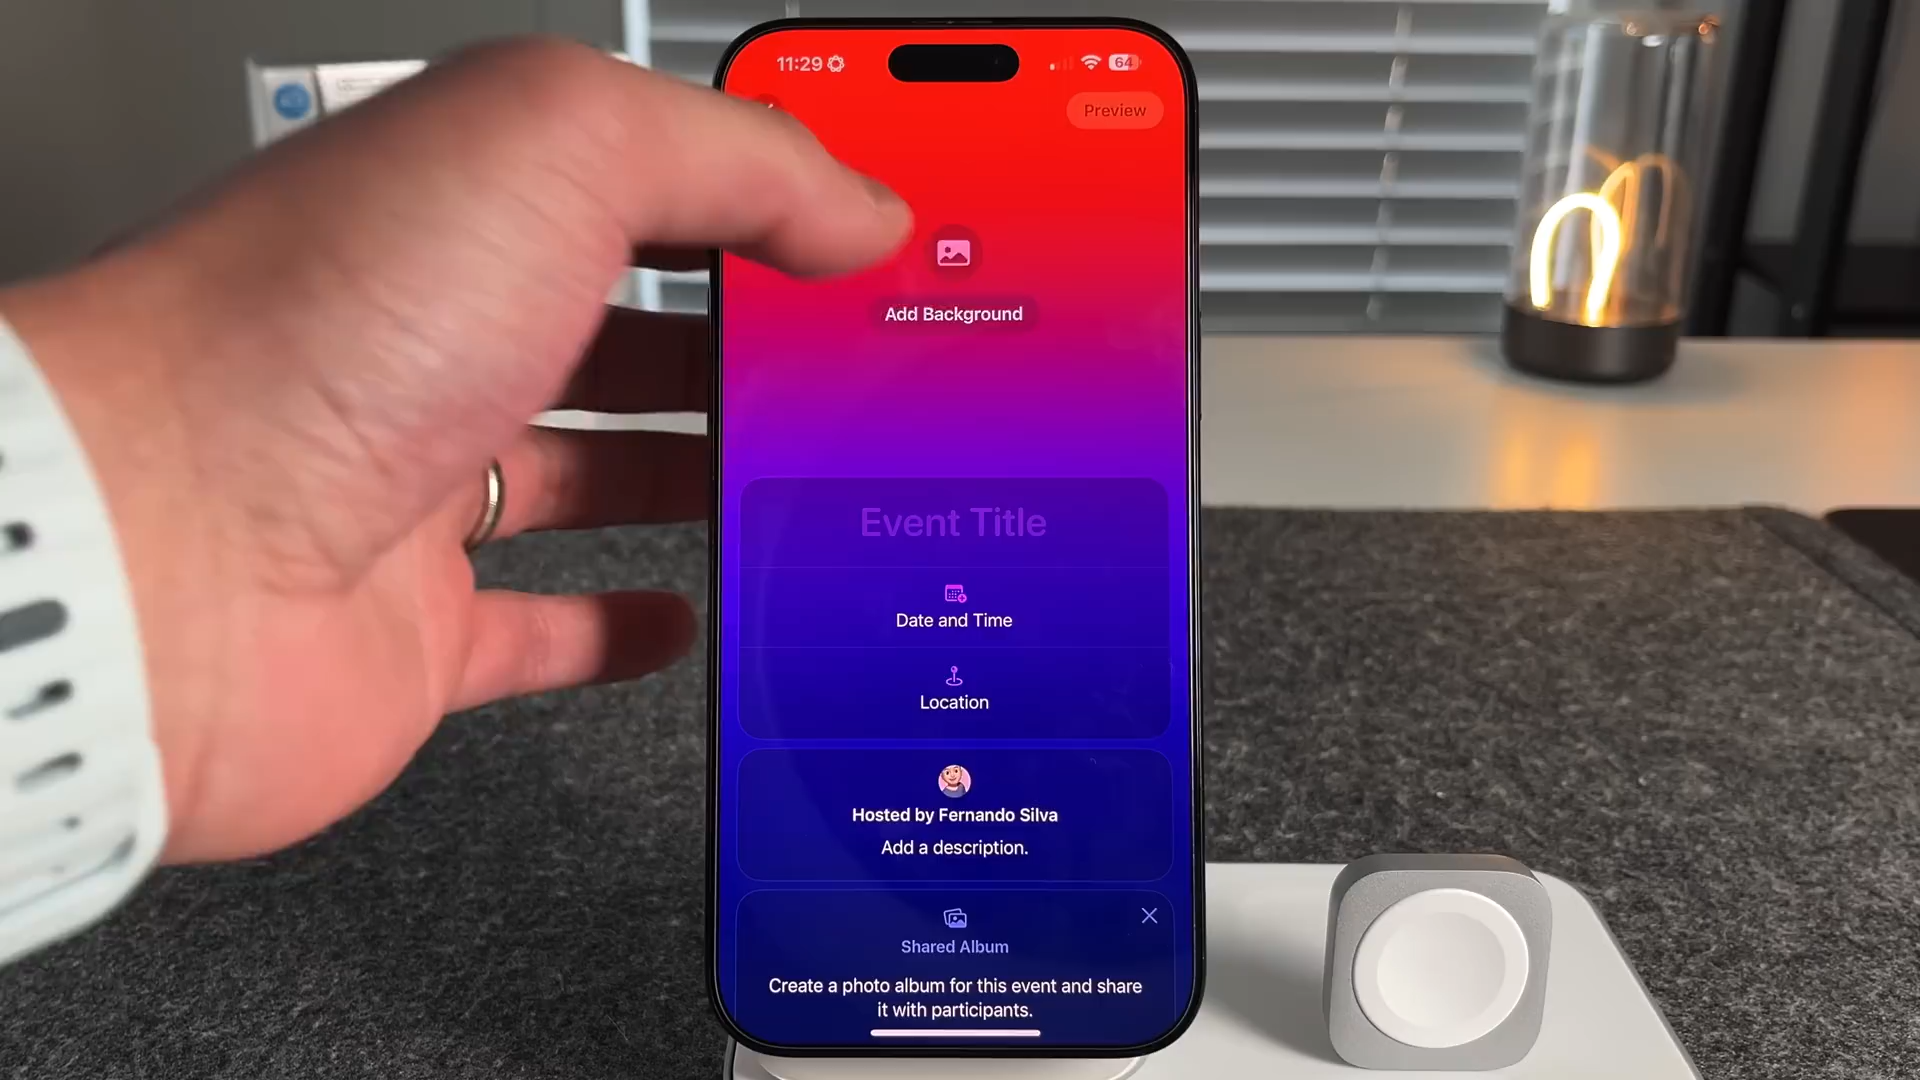 11:29
64
Preview
Add Background
Event Title
Date and Time
Location
Hosted by Fernando Silva
Add a description.
Shared Album
Create a photo album for this event and share
it with participants.